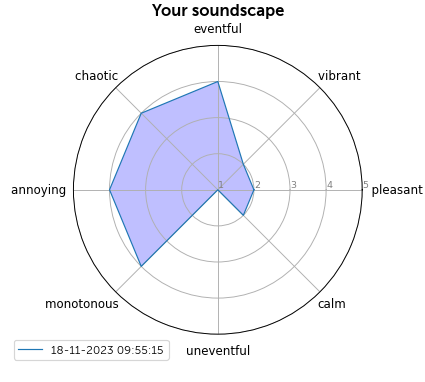 Your soundscape
eventful
chaotic
vibrant
annoying
1
2
3
4
5
pleasant
monotonous
calm
uneventful
18-11-2023 09:55:15